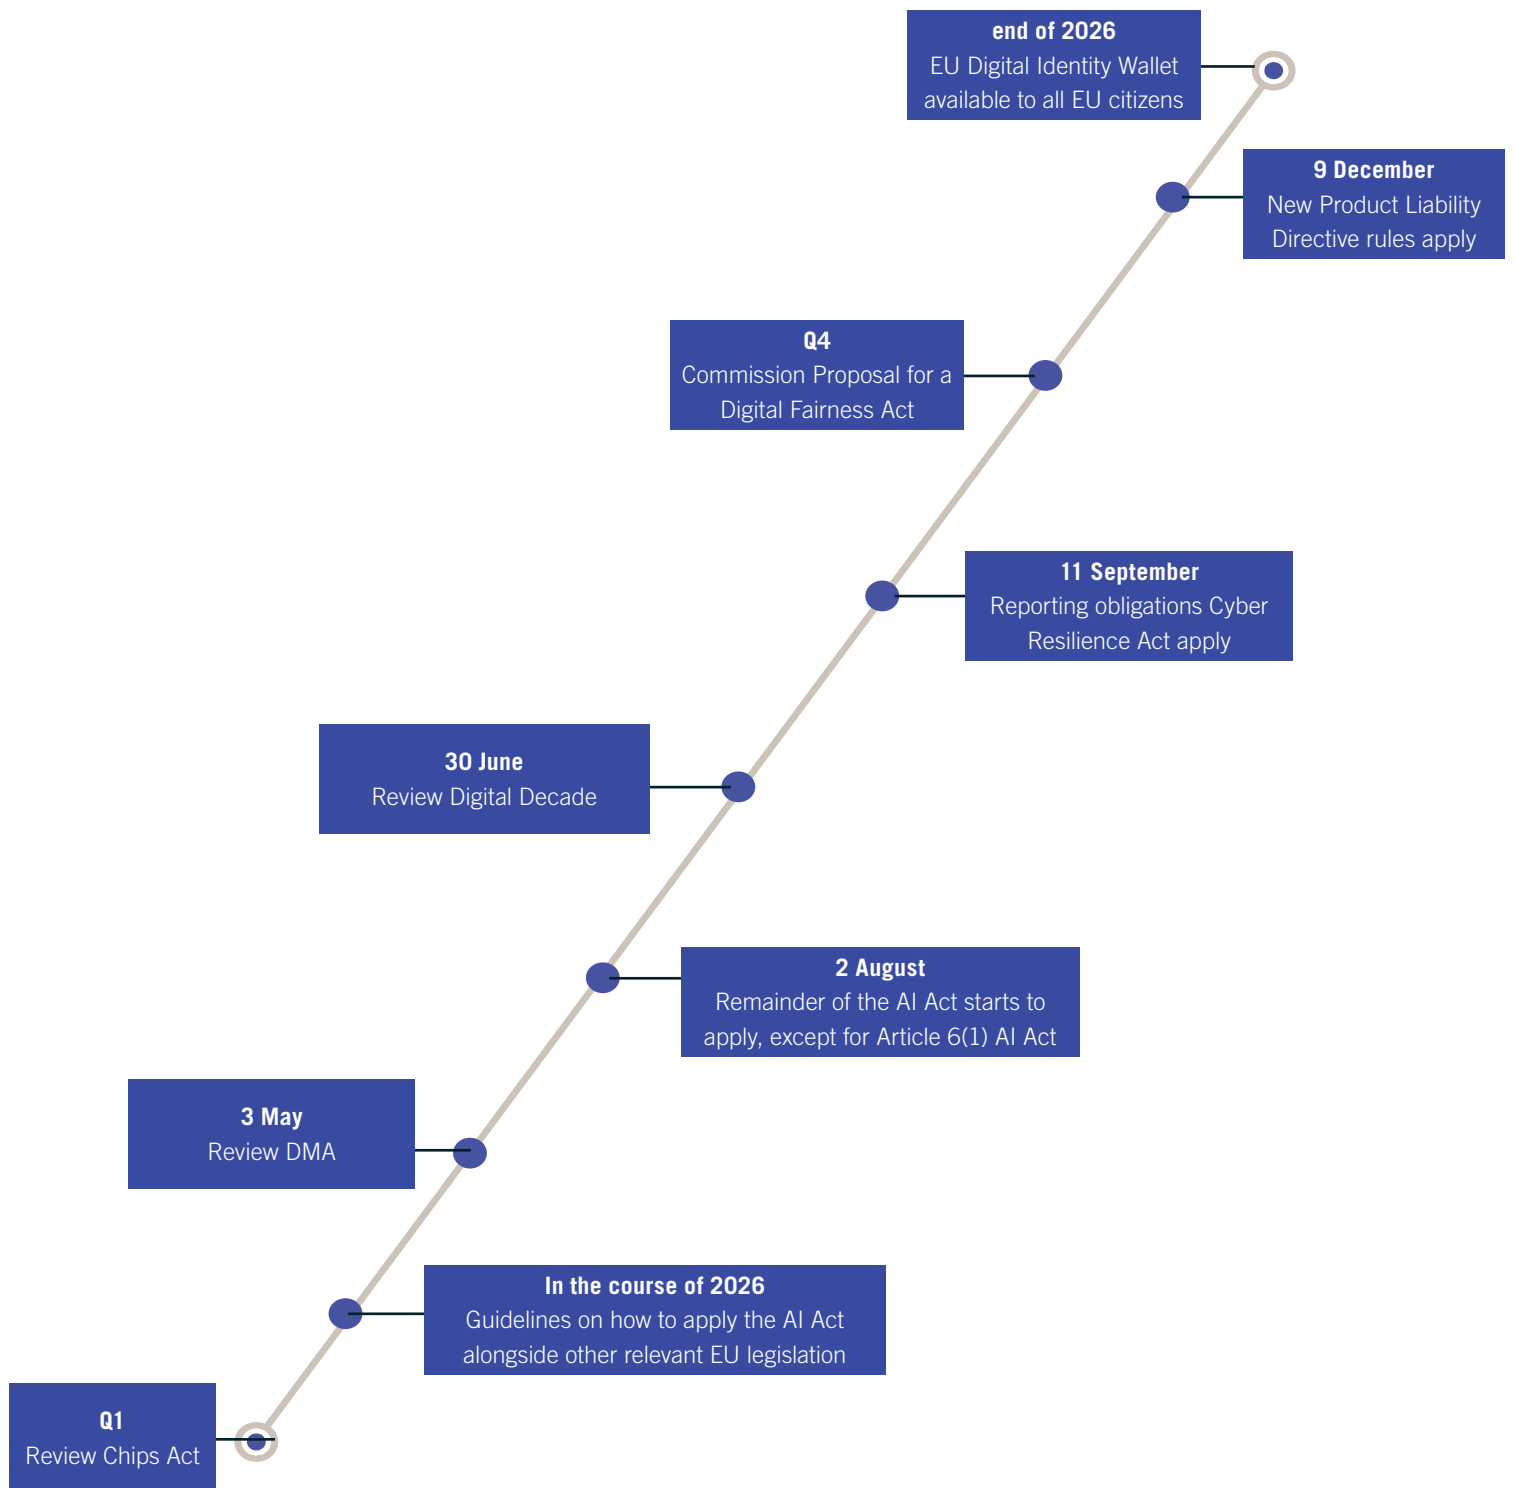 end of 2026
EU Digital Identity Wallet
available to all EU citizens
9 December
New Product Liability
Directive rules apply
Q4
Commission Proposal for a
Digital Fairness Act
11 September
Reporting obligations Cyber
Resilience Act apply
30 June
Review Digital Decade
2 August
Remainder of the AI Act starts to
apply, except for Article 6(1) AI Act
3 May
Review DMA
In the course of 2026
Guidelines on how to apply the AI Act
alongside other relevant EU legislation
Q1
Review Chips Act